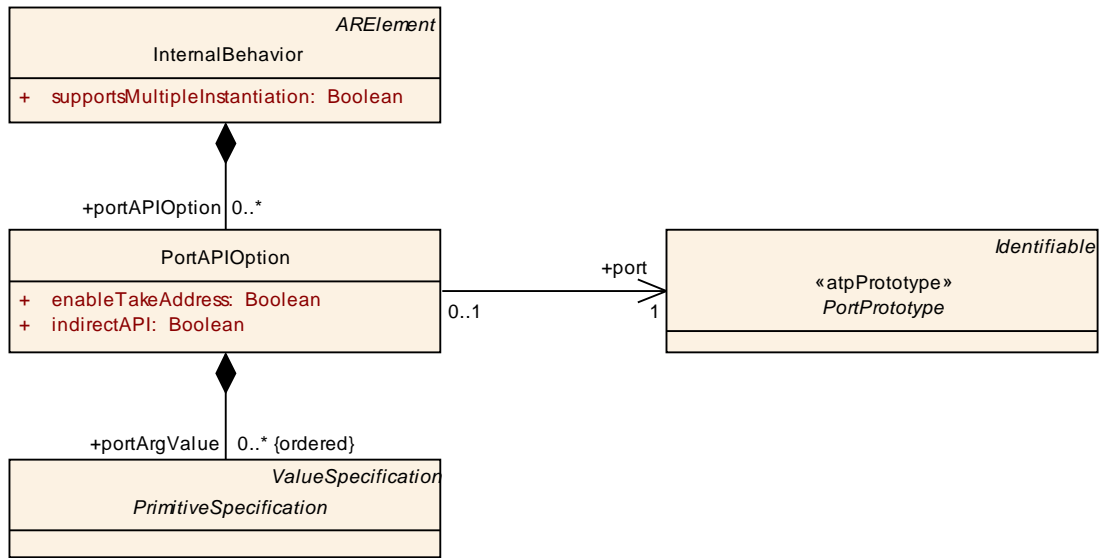 ARElement
InternalBehavior
+ supportsMultipleInstantiation: Boolean
+portAPIOption 0..*
PortAPIOption
+ enableTakeAddress: Boolean
+ indirectAPI: Boolean
+port
0..1 1
Identifiable
«atpPrototype»
PortPrototype
+portArgValue 0..* {ordered}
ValueSpecification
PrimitiveSpecification